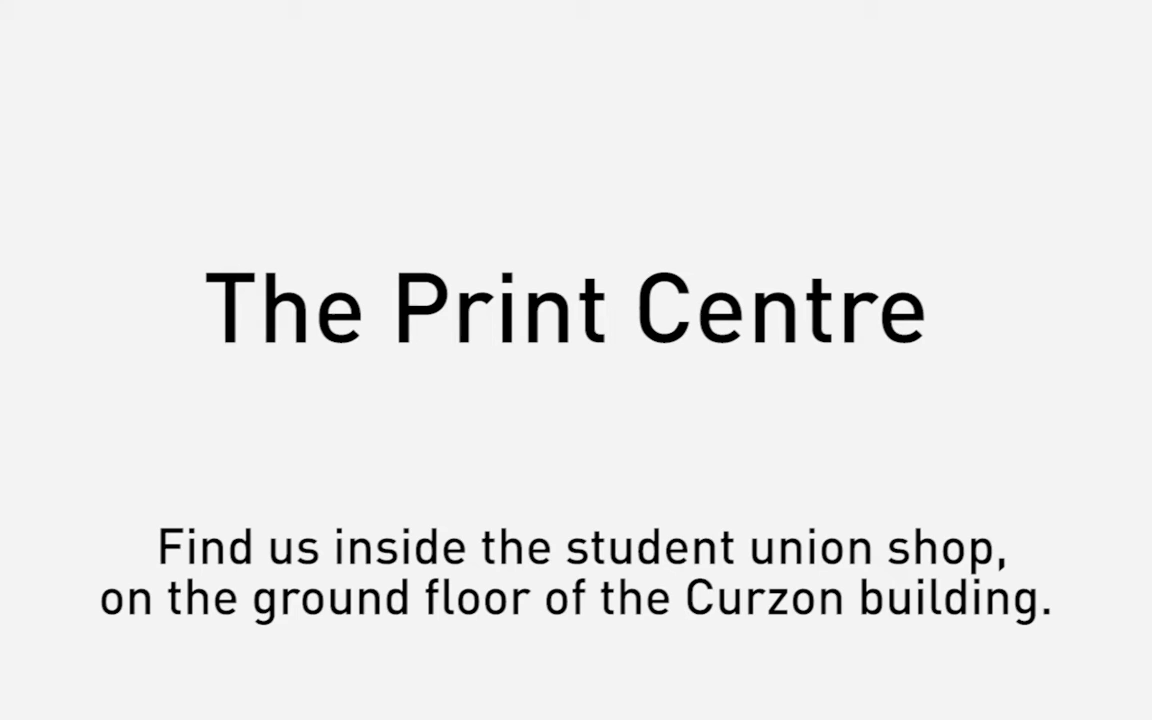 The Print Centre
Find us inside the student union shop,
on the ground floor of the Curzon building.